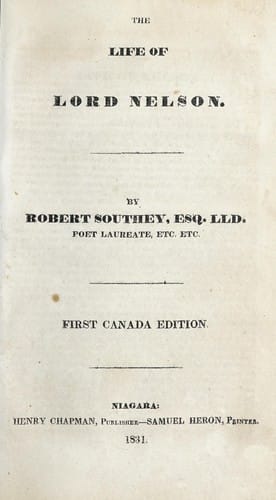 THE
LIFE OF
LORD NELSON.
BY
ROBERT SOUTHEY, ESQ. LLD.
POET LAUREATE, ETC. ETC.
FIRST CANADA EDITION.
NIAGARA:
HENRY CHAPMAN, PUBLISHER—SAMUEL HERON, PRINTER.
1831.